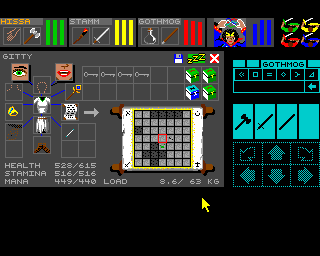 HISSA STAMM GOTHMOG
GITTY
ZZZ
GOTHMOG
HEALTH 528/615
STAMINA 516/516
MANA 449/440 LOAD 8.6/ 63 KG